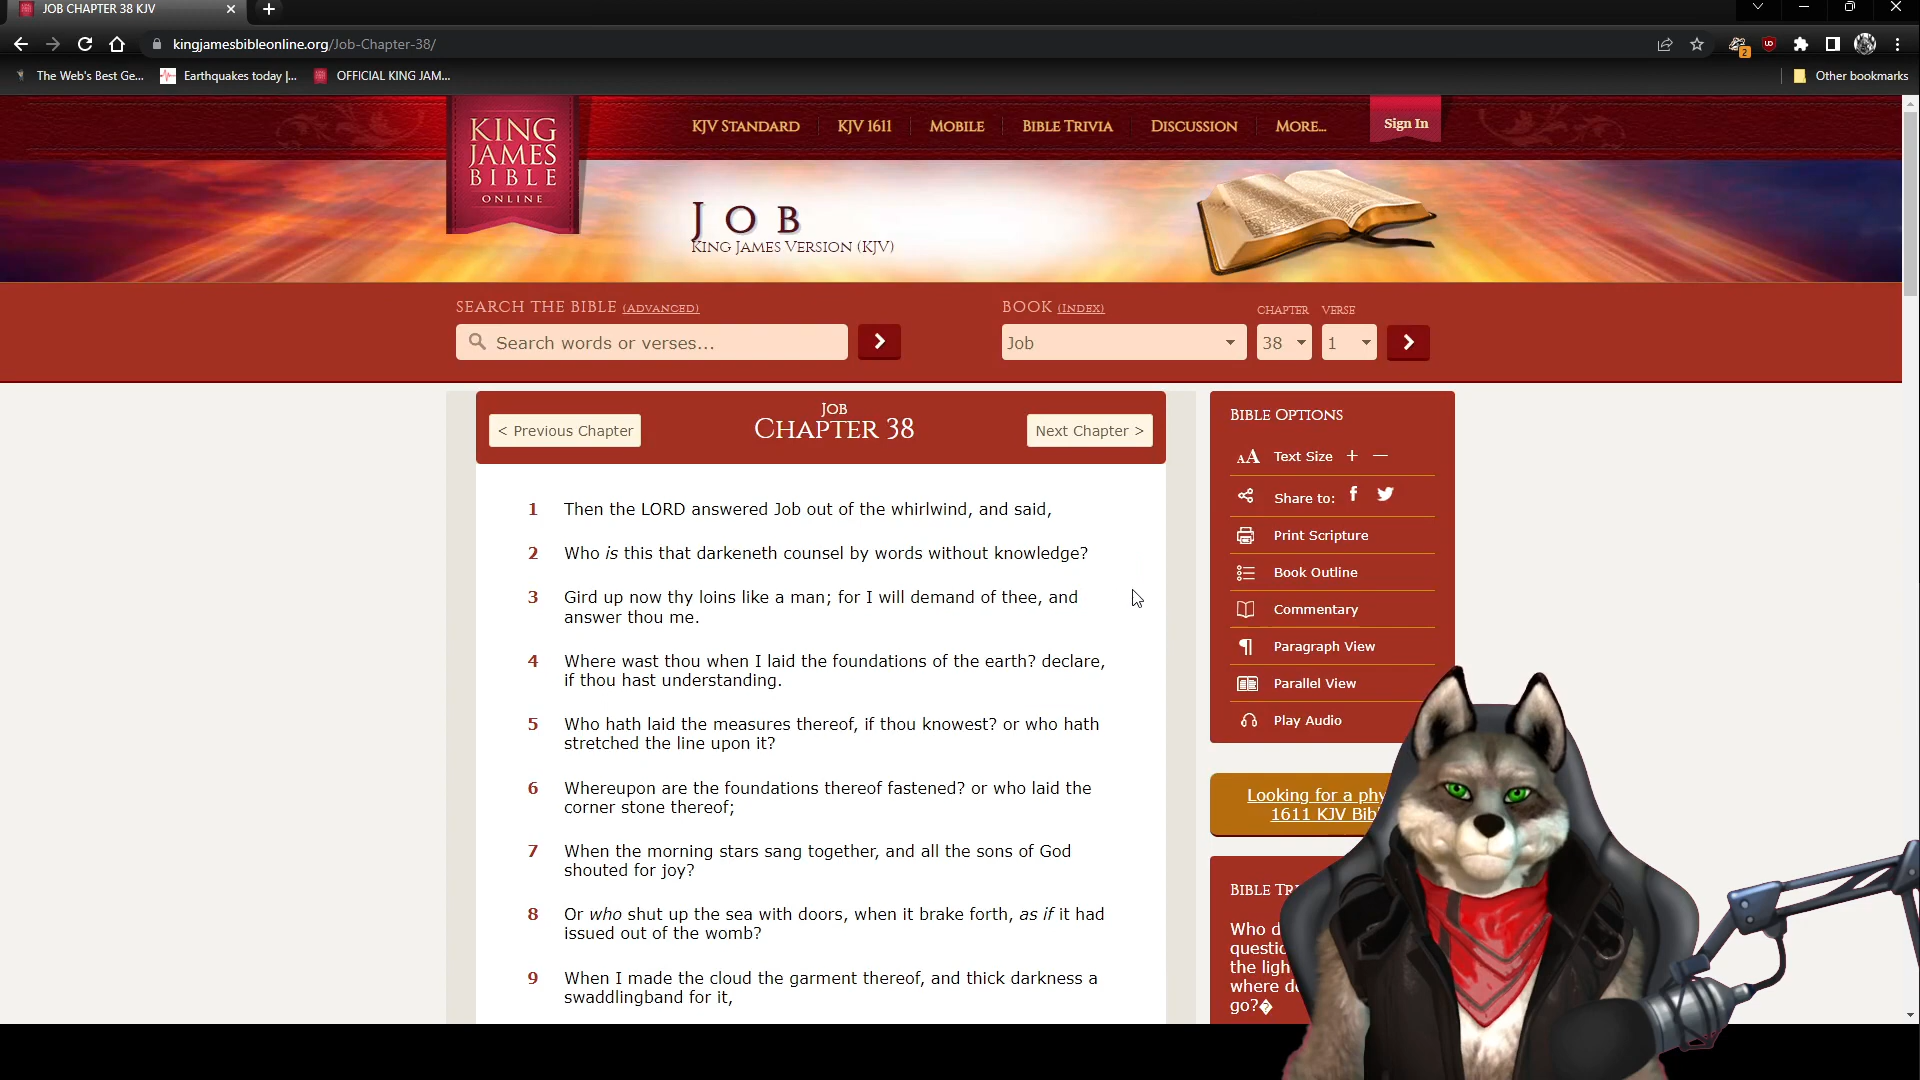 JOB CHAPTER 38 KJV
kingjamesbibleonline.org/Job-Chapter-38/
2
The Web's Best Ge...
Earthquakes today |...
OFFICIAL KING JAM...
Other bookmarks
KING
JAMES
BIBLE
ONLINE
KJV STANDARD
KJV 1611
MOBILE
BIBLE TRIVIA
DISCUSSION
MORE...
Sign In
JOB
KING JAMES VERSION (KJV)
SEARCH THE BIBLE (ADVANCED)
Search words or verses...
BOOK (INDEX)
CHAPTER
VERSE
Job
38
1
< Previous Chapter
JOB
CHAPTER 38
Next Chapter >
1 Then the LORD answered Job out of the whirlwind, and said,
2 Who is this that darkeneth counsel by words without knowledge?
3 Gird up now thy loins like a man; for I will demand of thee, and
answer thou me.
4 Where wast thou when I laid the foundations of the earth? declare,
if thou hast understanding.
5 Who hath laid the measures thereof, if thou knowest? or who hath
stretched the line upon it?
6 Whereupon are the foundations thereof fastened? or who laid the
corner stone thereof;
7 When the morning stars sang together, and all the sons of God
shouted for joy?
8 Or who shut up the sea with doors, when it brake forth, as if it had
issued out of the womb?
9 When I made the cloud the garment thereof, and thick darkness a
swaddlingband for it,
BIBLE OPTIONS
AA Text Size + —
Share to:
Print Scripture
Book Outline
Commentary
Paragraph View
Parallel View
Play Audio
Looking for a phy
1611 KJV Bib
BIBLE TR
Who d
questio
the ligh
where d
go?�